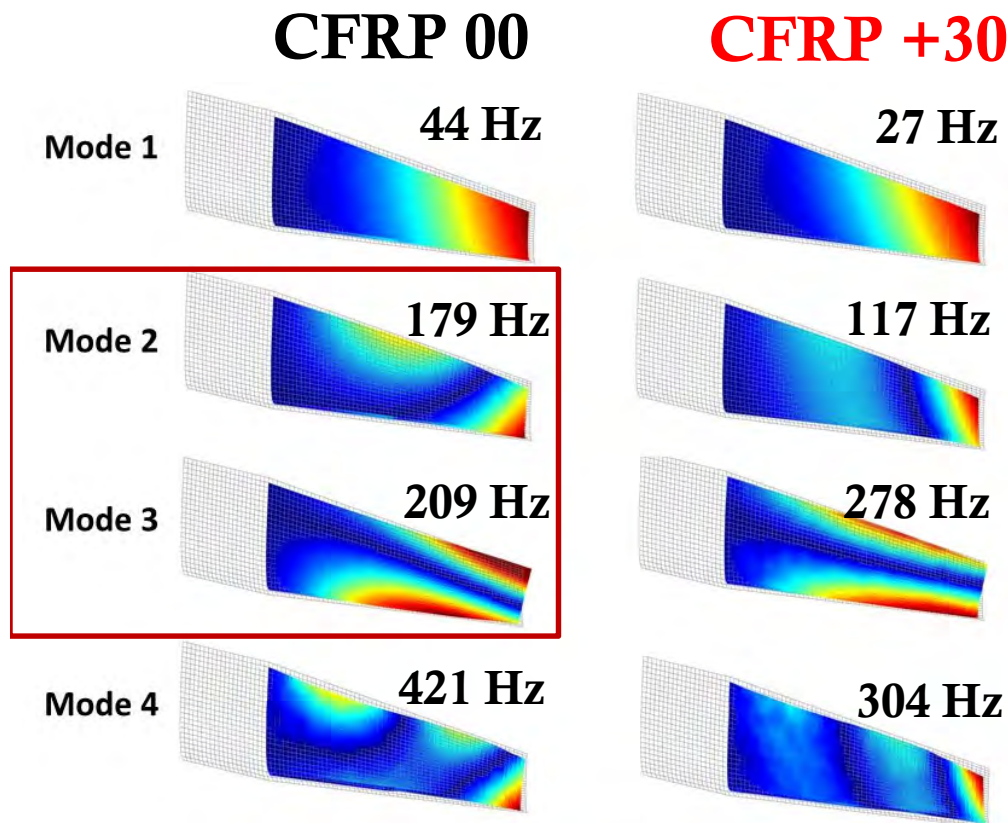 CFRP 00 CFRP +30
Mode 1 44 Hz 27 Hz
Mode 2 179 Hz 117 Hz
Mode 3 209 Hz 278 Hz
Mode 4 421 Hz 304 Hz